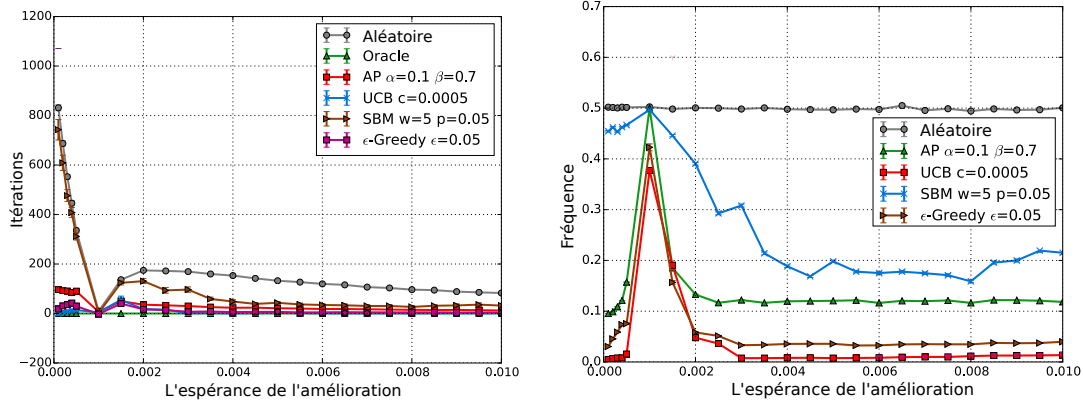 1200
1000
800
600
400
200
0
−200
0.000
0.002
0.004
0.006
0.008
0.010
Itérations
L'espérance de l'amélioration
Aléatoire
Oracle
AP α=0.1 β=0.7
UCB c=0.0005
SBM w=5 p=0.05
ϵ-Greedy ϵ=0.05
0.7
0.6
0.5
0.4
0.3
0.2
0.1
0.0
0.000
0.002
0.004
0.006
0.008
0.010
Fréquence
L'espérance de l'amélioration
Aléatoire
AP α=0.1 β=0.7
UCB c=0.0005
SBM w=5 p=0.05
ϵ-Greedy ϵ=0.05